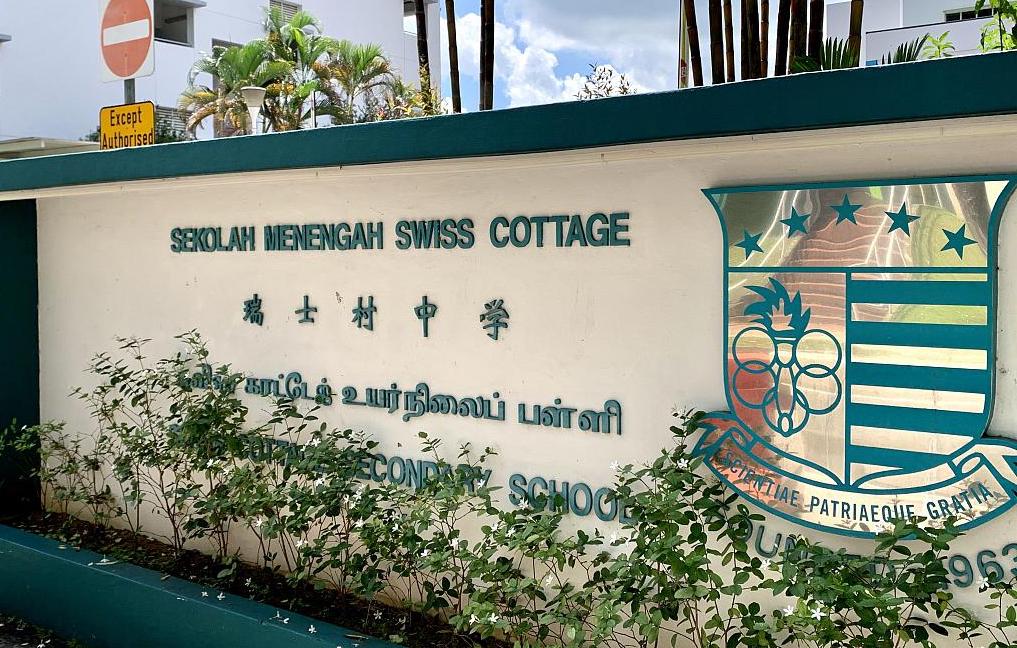 Except
Authorised
SEKOLAH MENENGAH SWISS COTTAGE
瑞士村中学
காட்டேஜ் உயர்நிலைப் பள்ளி
SECONDARY SCHOOL
SCIENTIAE PATRIAEQUE GRATIA